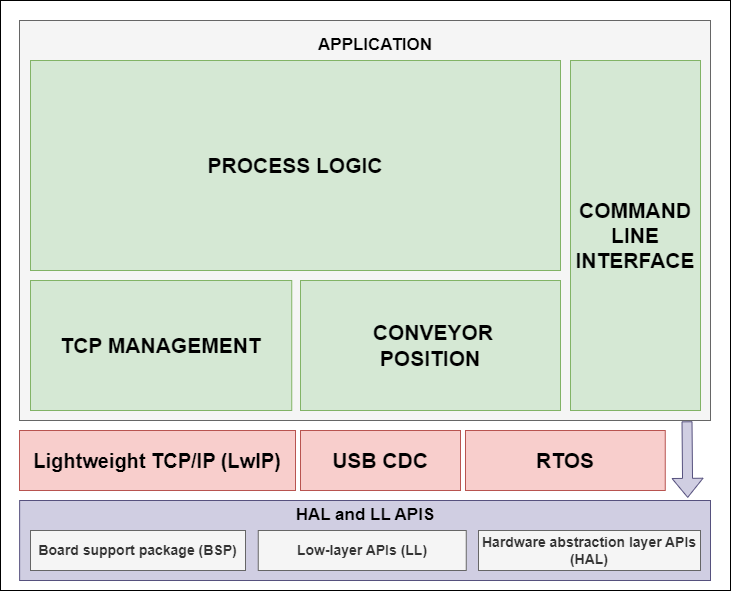 APPLICATION
PROCESS LOGIC
COMMAND
LINE
INTERFACE
TCP MANAGEMENT
CONVEYOR
POSITION
Lightweight TCP/IP (LwIP)
USB CDC
RTOS
HAL and LL APIS
Board support package (BSP)
Low-layer APIs (LL)
Hardware abstraction layer APIs
(HAL)